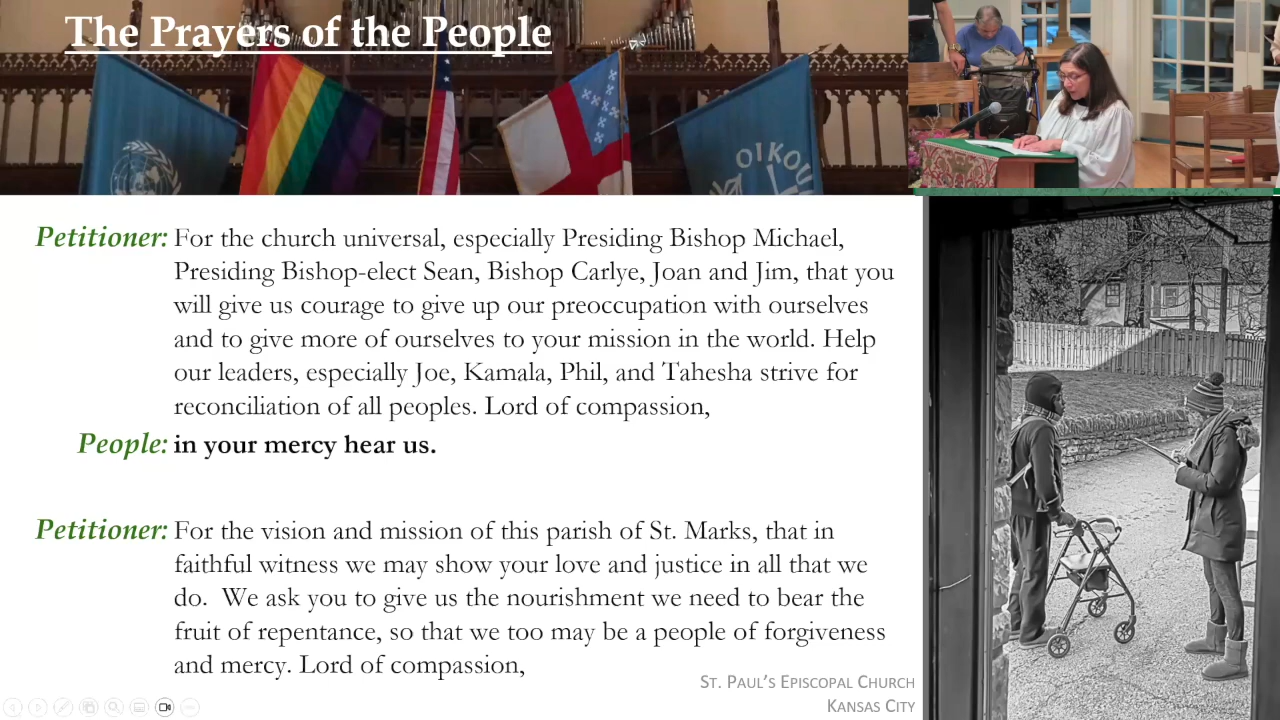 The Prayers of the People
OIKOU
Petitioner: For the church universal, especially Presiding Bishop Michael,
Presiding Bishop-elect Sean, Bishop Carlye, Joan and Jim, that you
will give us courage to give up our preoccupation with ourselves
and to give more of ourselves to your mission in the world. Help
our leaders, especially Joe, Kamala, Phil, and Tahesha strive for
reconciliation of all peoples. Lord of compassion,
People: in your mercy hear us.
Petitioner: For the vision and mission of this parish of St. Marks, that in
faithful witness we may show your love and justice in all that we
do.  We ask you to give us the nourishment we need to bear the
fruit of repentance, so that we too may be a people of forgiveness
and mercy. Lord of compassion,
ST. PAUL'S EPISCOPAL CHURCH
KANSAS CITY